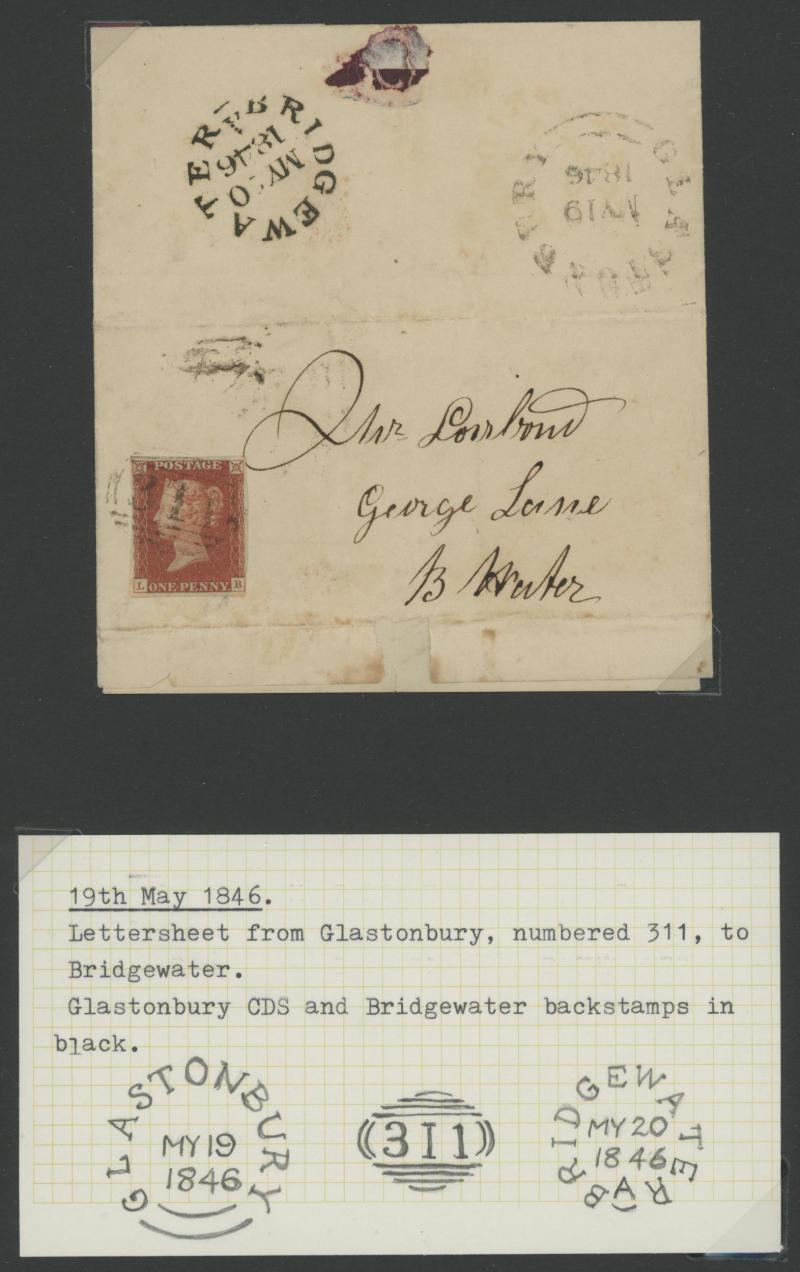 BRIDGEWATER
A
1846
MY 20
GLASTONBURY
1846
MY 19
Mr
George Lane
B Water
POSTAGE
311
L ONE PENNY B
19th May 1846.
Lettersheet from Glastonbury, numbered 311, to
Bridgewater.
Glastonbury CDS and Bridgewater backstamps in
black.
GLASTONBURY
MY 19
1846
311
BRIDGEWATER
MY 20
1846
A